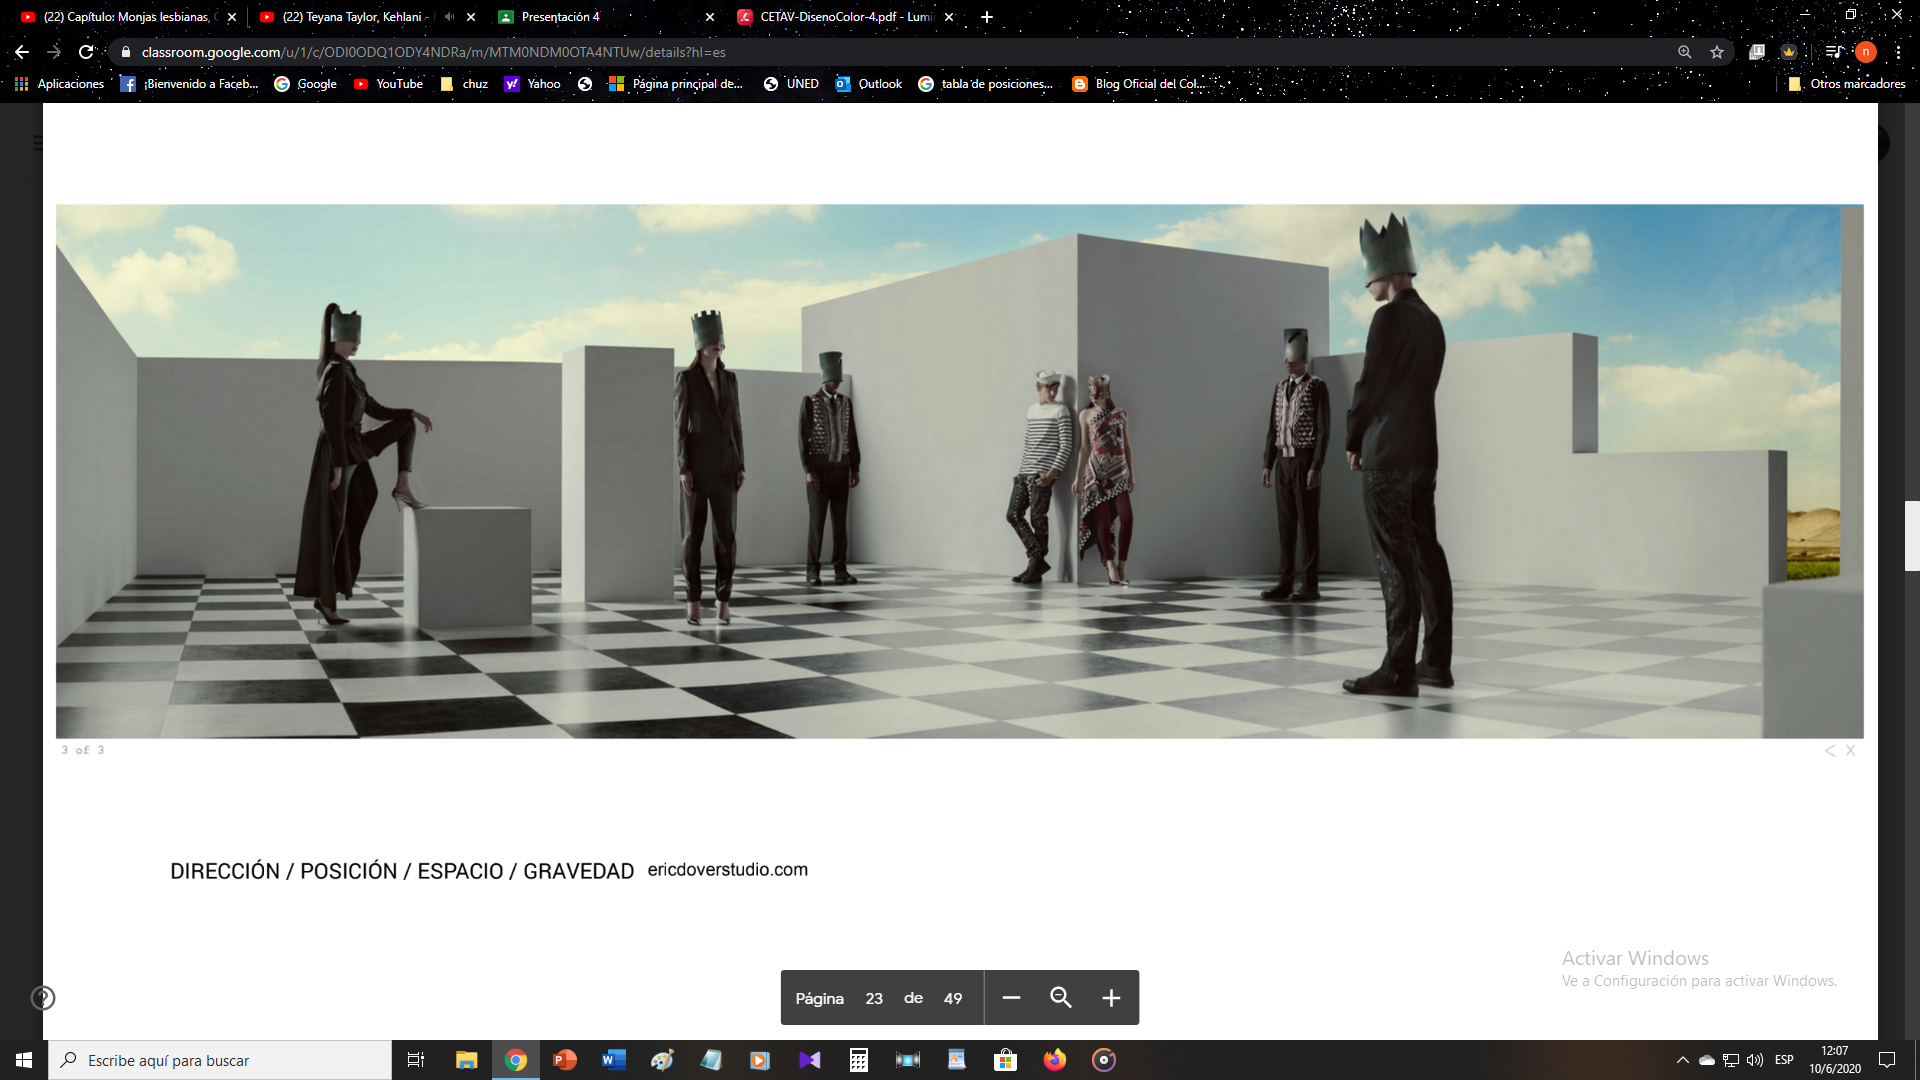 (22) Capítulo: Monjas lesbianas,
(22) Teyana Taylor, Kehlani -
Presentación 4
CETAV-DisenoColor-4.pdf - Lumi
classroom.google.com/u/1/c/ODI0ODQ1ODY4NDRa/m/MTM0NDM0OTA4NTUw/details?hl=es
n
Aplicaciones
¡Bienvenido a Faceb...
Google
YouTube
chuz
Yahoo
Página principal de...
UNED
Outlook
tabla de posiciones...
Blog Oficial del Col...
Otros marcadores
3 of 3
< X
DIRECCIÓN / POSICIÓN / ESPACIO / GRAVEDAD ericdoverstudio.com
Activar Windows
Ve a Configuración para activar Windows.
Página 23 de 49
Escribe aquí para buscar
ESP
12:07
10/6/2020